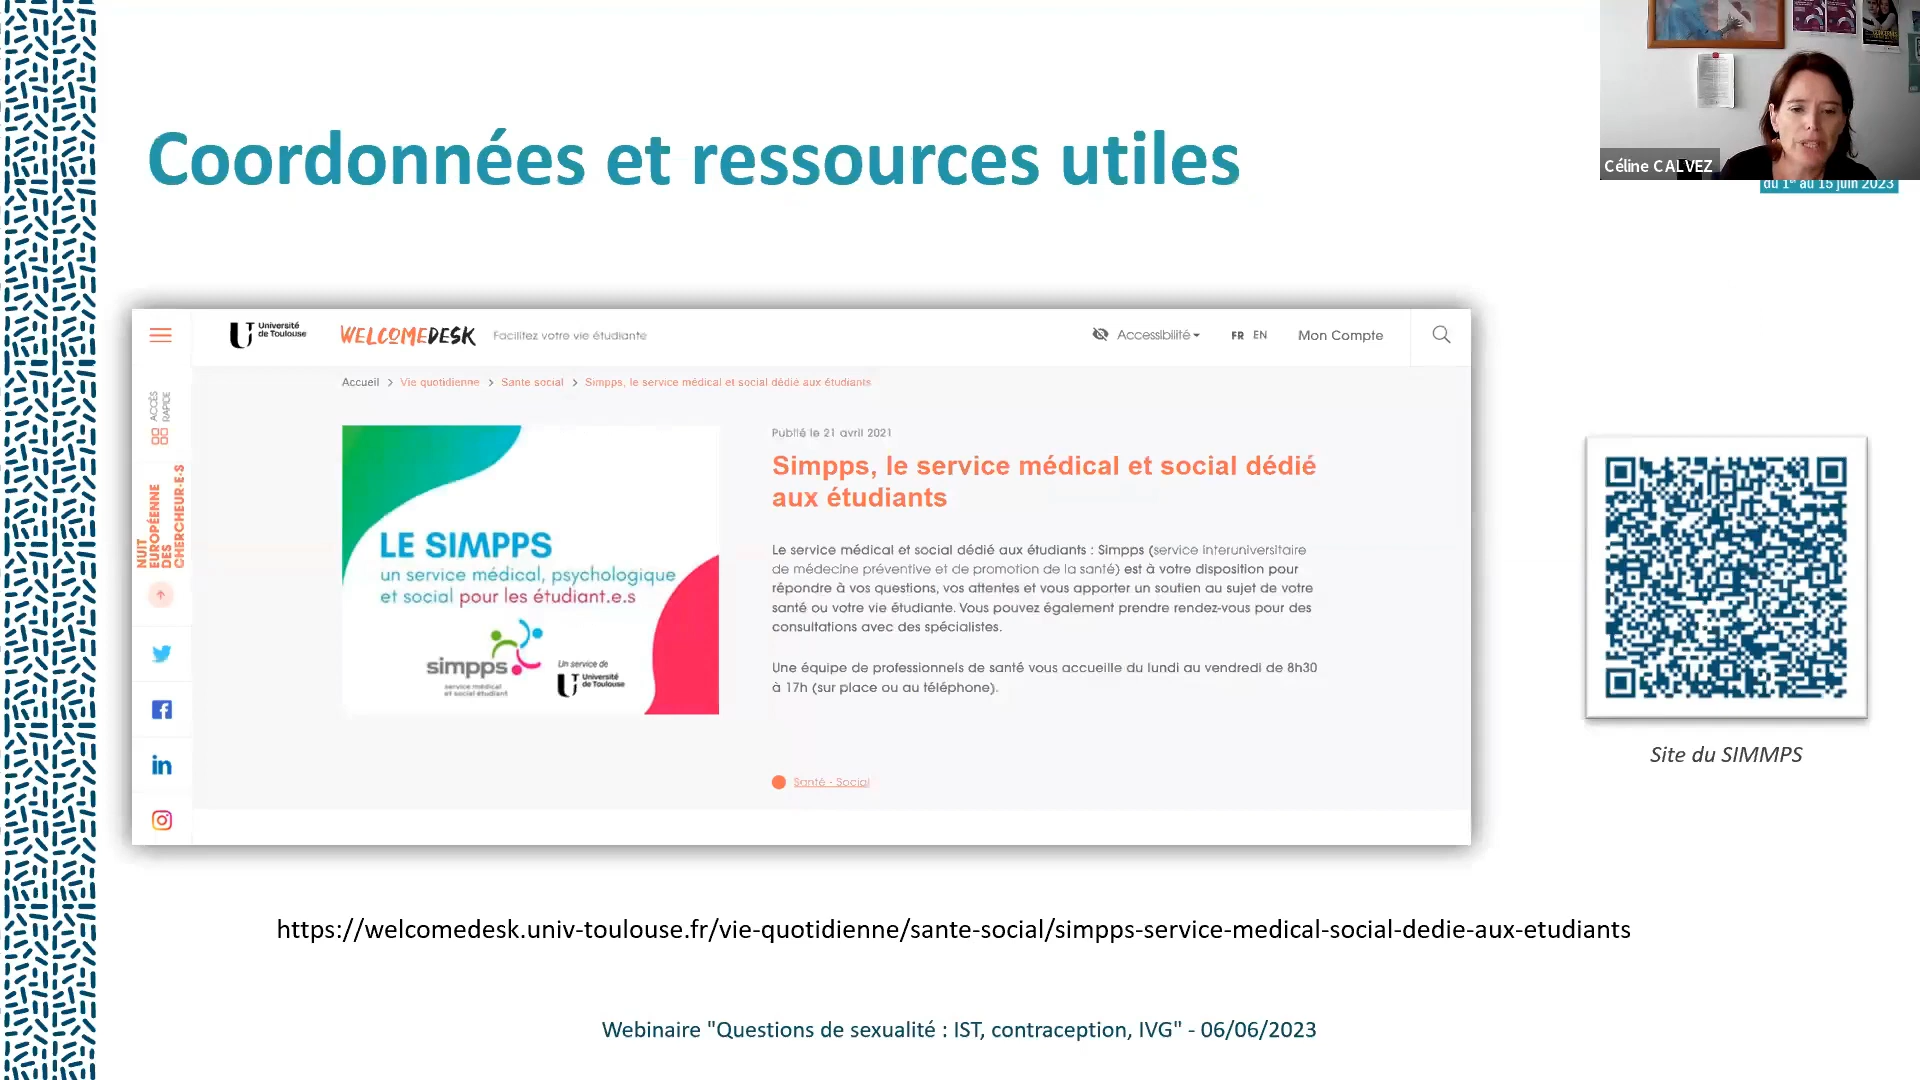 Coordonnées et ressources utiles
Céline CALVEZ
du 1er au 15 juin 2023
Université
de Toulouse
WELCOMEDESK
Facilitez votre vie étudiante
Accessibilité
FR EN
Mon Compte
Accueil > Vie quotidienne > Sante social > Simpps, le service médical et social dédié aux étudiants
ACCÈS
RAPIDE
NUIT
EUROPÉENNE
DES
CHERCHEUR·E·S
LE SIMPPS
un service médical, psychologique
et social pour les étudiant.e.s
simpps
service médical
et social étudiant
Un service de
Université
de Toulouse
Publié le 21 avril 2021
Simpps, le service médical et social dédié
aux étudiants
Le service médical et social dédié aux étudiants : Simpps (service interuniversitaire
de médecine préventive et de promotion de la santé) est à votre disposition pour
répondre à vos questions, vos attentes et vous apporter un soutien au sujet de votre
santé ou votre vie étudiante. Vous pouvez également prendre rendez-vous pour des
consultations avec des spécialistes.
Une équipe de professionnels de santé vous accueille du lundi au vendredi de 8h30
à 17h (sur place ou au téléphone).
Santé - Social
Site du SIMMPS
https://welcomedesk.univ-toulouse.fr/vie-quotidienne/sante-social/simpps-service-medical-social-dedie-aux-etudiants
Webinaire "Questions de sexualité : IST, contraception, IVG" - 06/06/2023